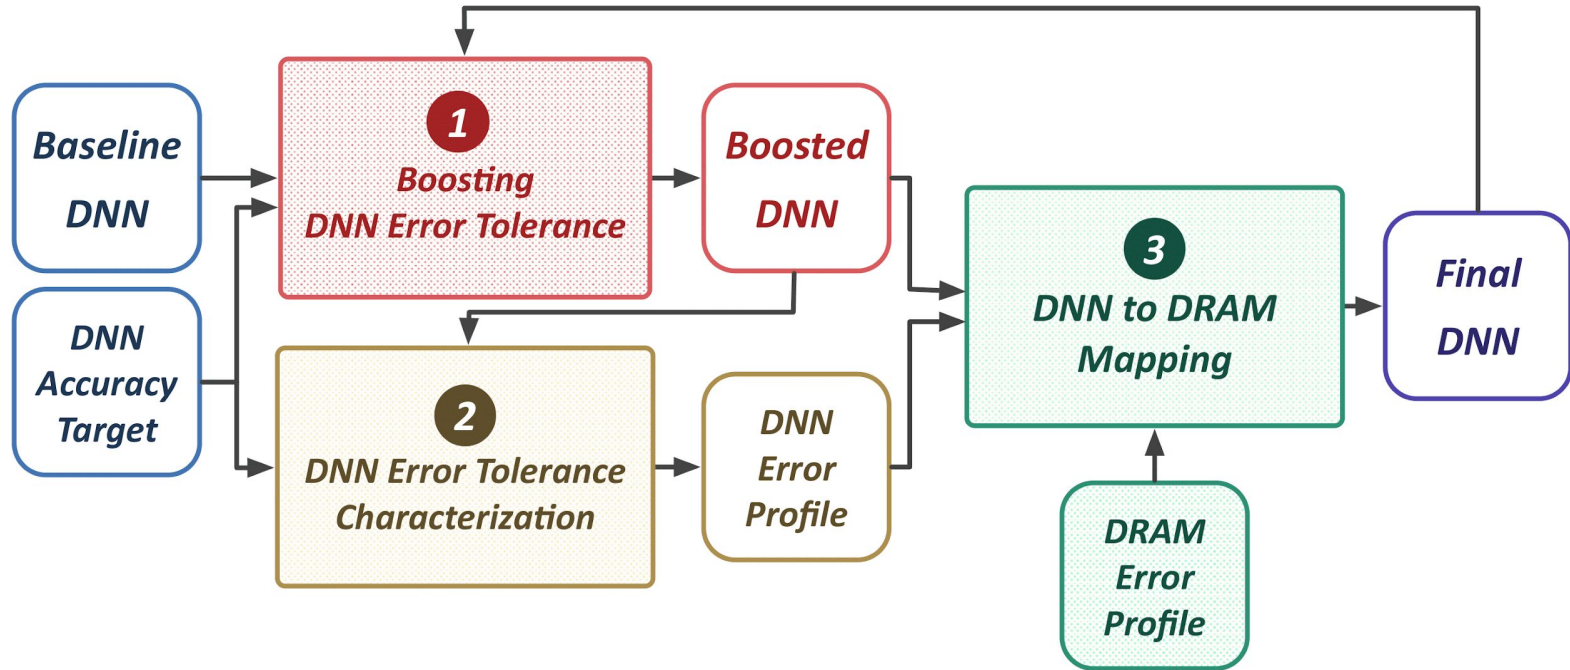 Baseline
DNN
DNN
Accuracy
Target
1
Boosting
DNN Error Tolerance
2
DNN Error Tolerance
Characterization
Boosted
DNN
DNN
Error
Profile
3
DNN to DRAM
Mapping
DRAM
Error
Profile
Final
DNN